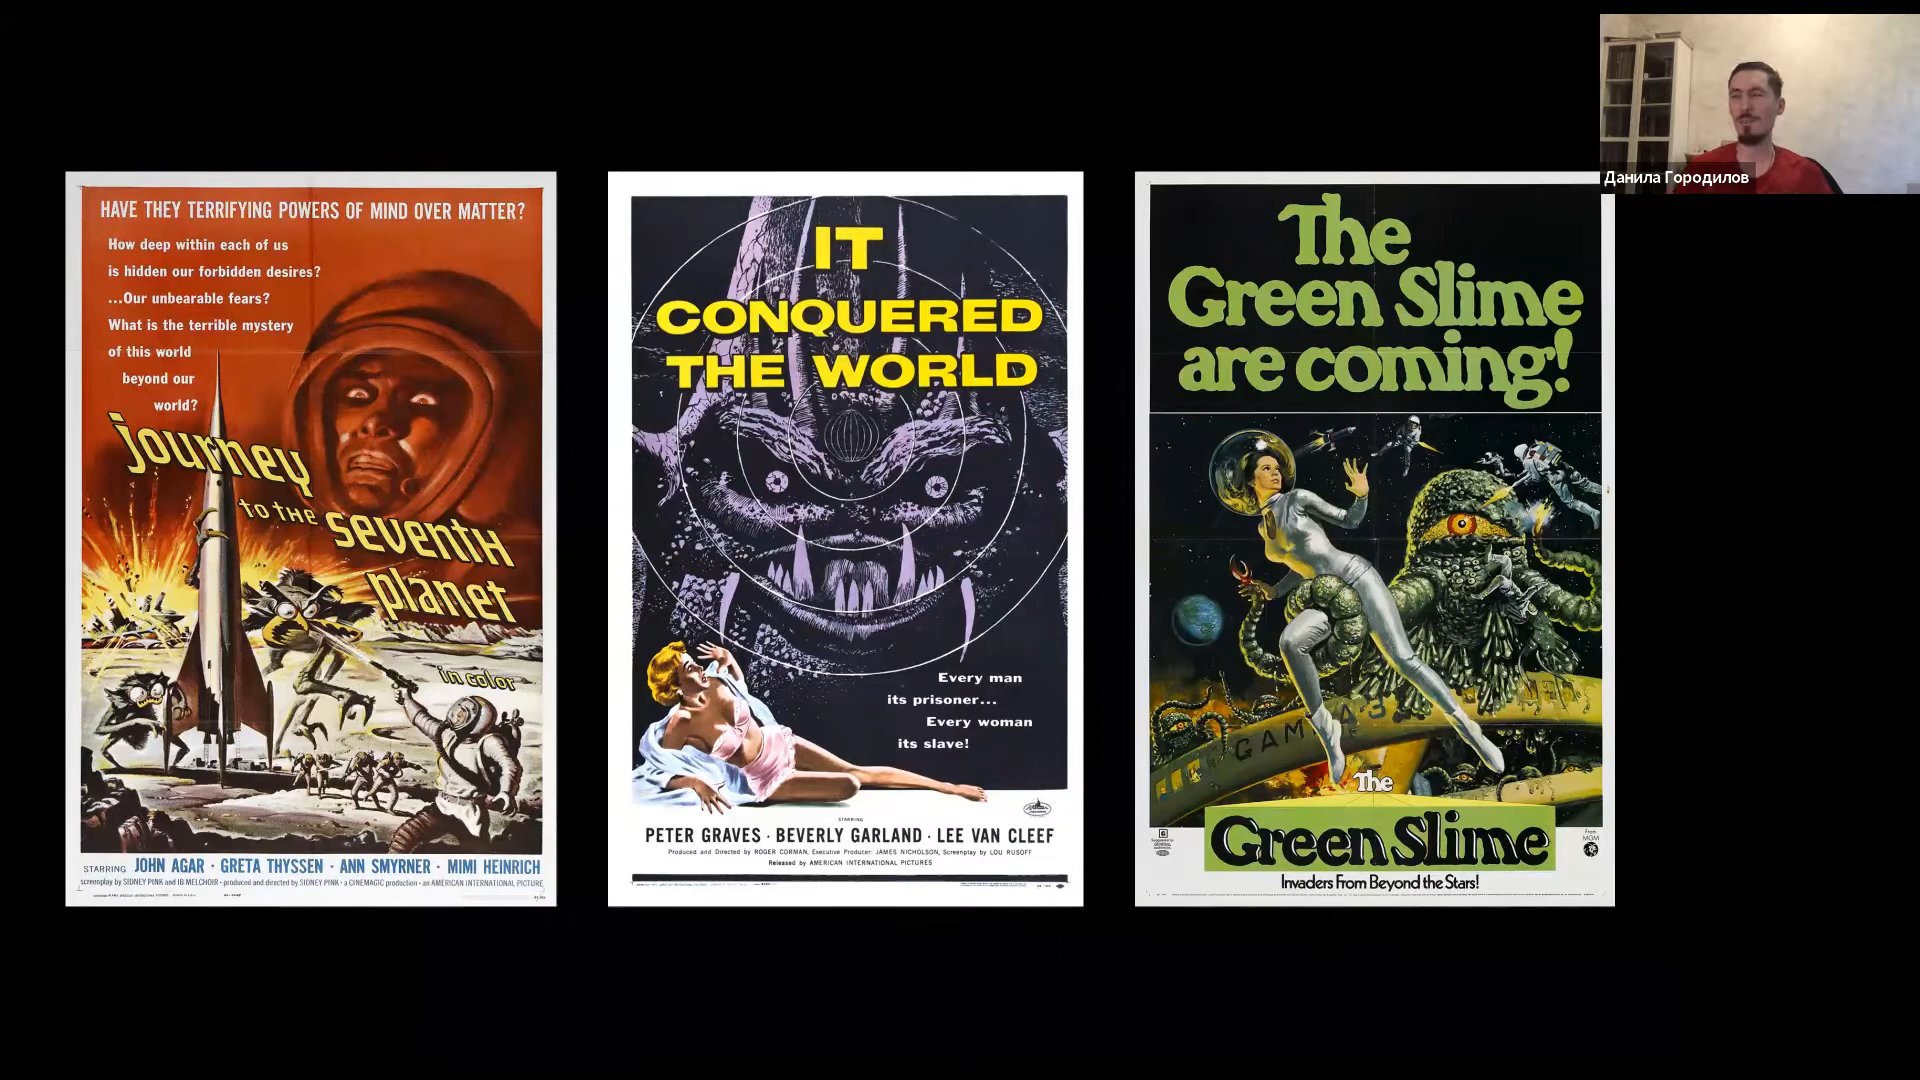 HAVE THEY TERRIFYING POWERS OF MIND OVER MATTER?
How deep within each of us
is hidden our forbidden desires?
...Our unbearable fears?
What is the terrible mystery
of this world
beyond our
world?
journey
to the seventh
planet
in color
STARRING JOHN AGAR · GRETA THYSSEN · ANN SMYRNER · MIMI HEINRICH
screenplay by SIDNEY PINK and IB MELCHIOR · produced and directed by SIDNEY PINK · a CINEMAGIC production · an AMERICAN INTERNATIONAL PICTURE
IT
CONQUERED
THE WORLD
Every man
its prisoner...
Every woman
its slave!
STARRING
PETER GRAVES · BEVERLY GARLAND · LEE VAN CLEEF
Produced and Directed by ROGER CORMAN, Executive Producer: JAMES NICHOLSON, Screenplay by LOU RUSOFF
Released by AMERICAN INTERNATIONAL PICTURES
The
Green Slime
are coming!
GAMMA 3
The
Green Slime
Invaders From Beyond the Stars!
G
From
MGM
Данила Городилов